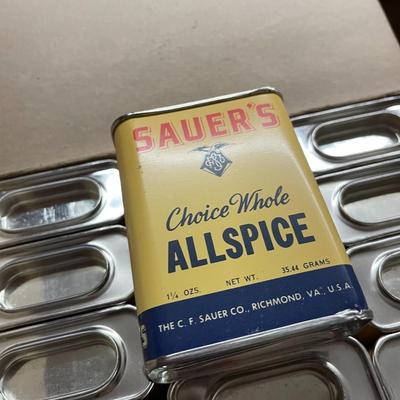 SAUER'S
Choice Whole
ALLSPICE
1¼ OZS. NET WT. 35.44 GRAMS
THE C. F. SAUER CO., RICHMOND, VA., U.S.A.